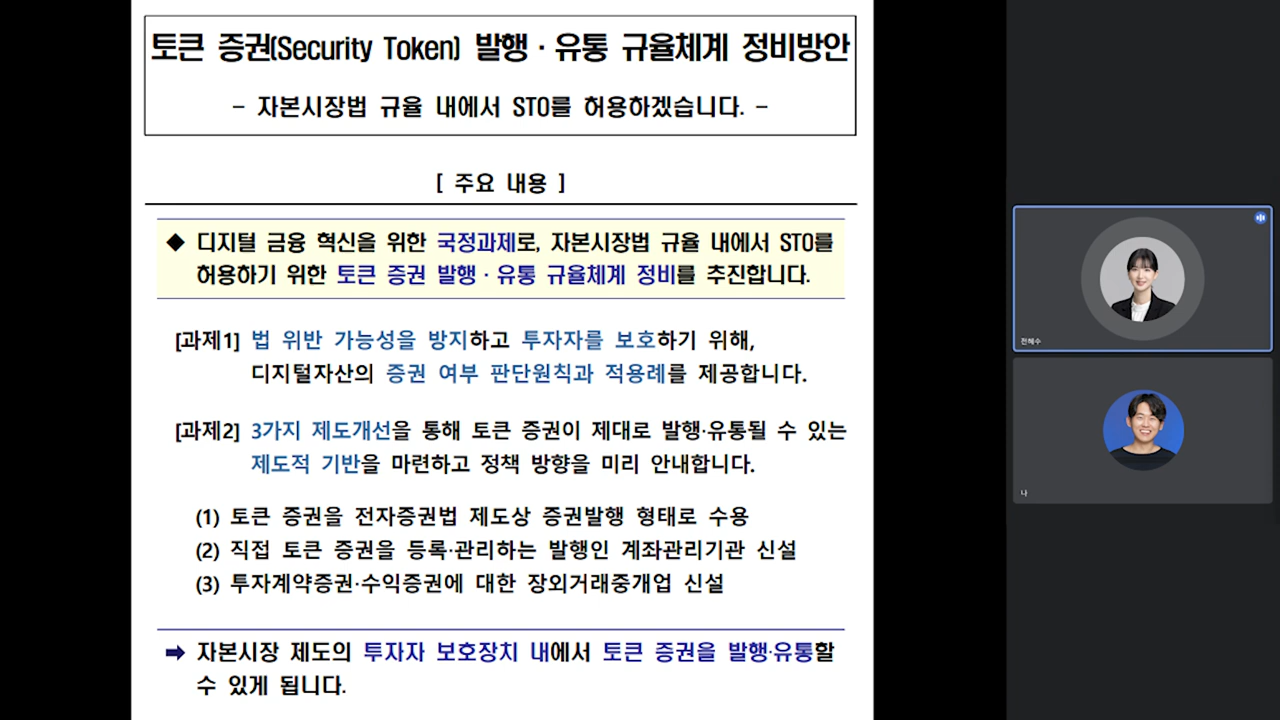 토큰 증권(Security Token) 발행 · 유통 규율체계 정비방안
- 자본시장법 규율 내에서 STO를 허용하겠습니다. -
[ 주요 내용 ]
◆ 디지털 금융 혁신을 위한 국정과제로, 자본시장법 규율 내에서 STO를
허용하기 위한 토큰 증권 발행 · 유통 규율체계 정비를 추진합니다.
[과제1] 법 위반 가능성을 방지하고 투자자를 보호하기 위해,
디지털자산의 증권 여부 판단원칙과 적용례를 제공합니다.
[과제2] 3가지 제도개선을 통해 토큰 증권이 제대로 발행·유통될 수 있는
제도적 기반을 마련하고 정책 방향을 미리 안내합니다.
(1) 토큰 증권을 전자증권법 제도상 증권발행 형태로 수용
(2) 직접 토큰 증권을 등록·관리하는 발행인 계좌관리기관 신설
(3) 투자계약증권·수익증권에 대한 장외거래중개업 신설
➡ 자본시장 제도의 투자자 보호장치 내에서 토큰 증권을 발행·유통할
수 있게 됩니다.
전혜수
나